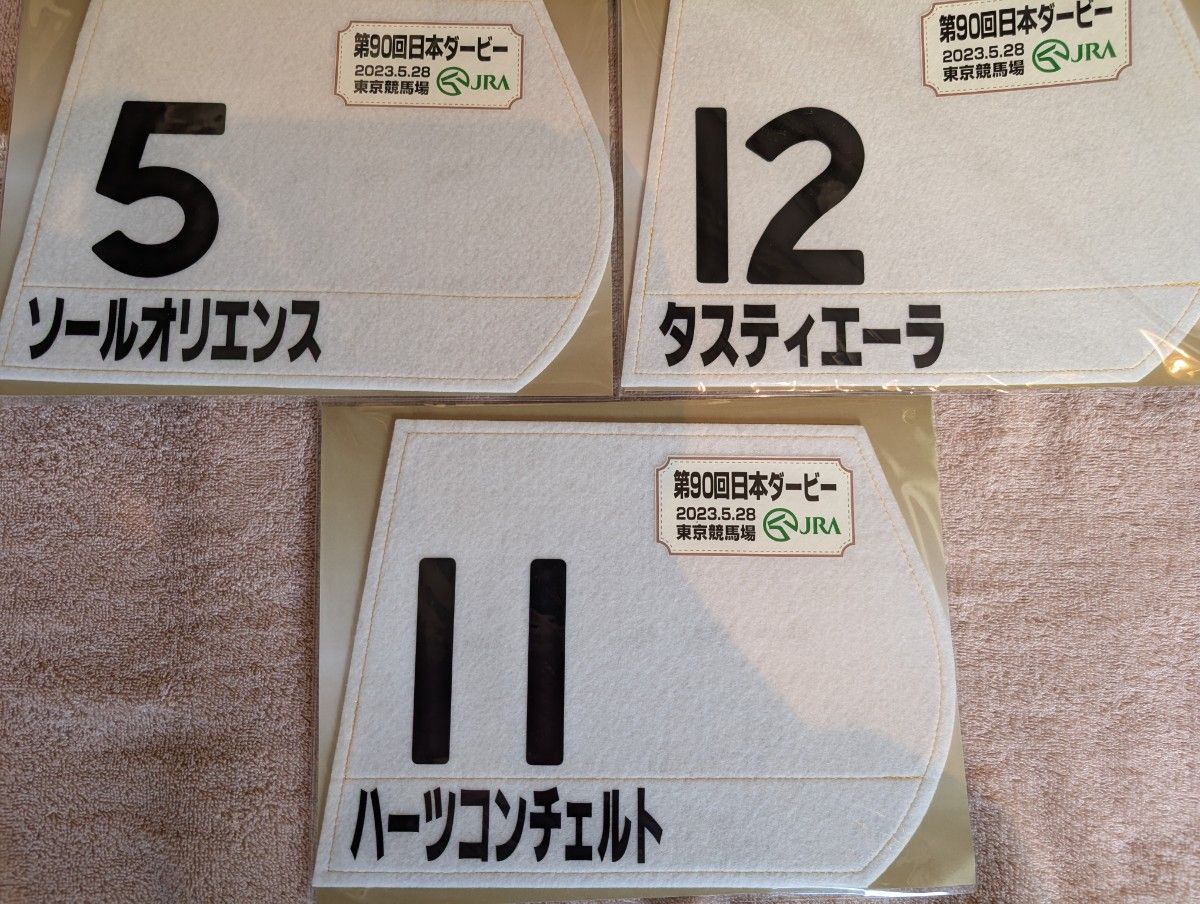 第90回日本ダービー
2023.5.28
東京競馬場
JRA
5
ソールオリエンス
第90回日本ダービー
2023.5.28
東京競馬場
JRA
12
タスティエーラ
第90回日本ダービー
2023.5.28
東京競馬場
JRA
11
ハーツコンチェルト